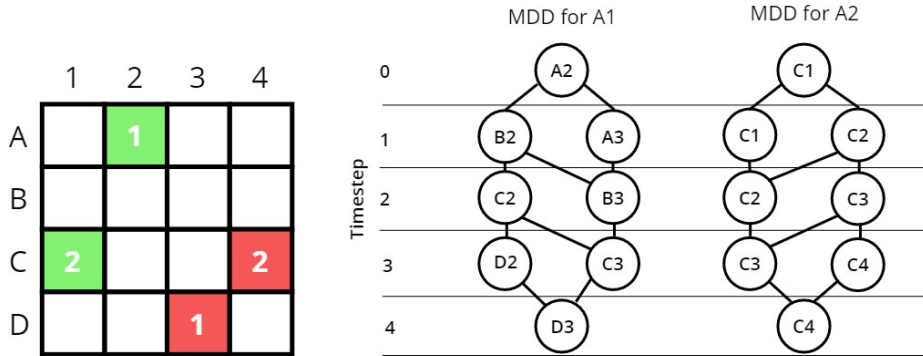 MDD for A1 MDD for A2
1 2 3 4
A 1
B
C 2 2
D 1
Timestep
0 A2 C1
1 B2 A3 C1 C2
2 C2 B3 C2 C3
3 D2 C3 C3 C4
4 D3 C4